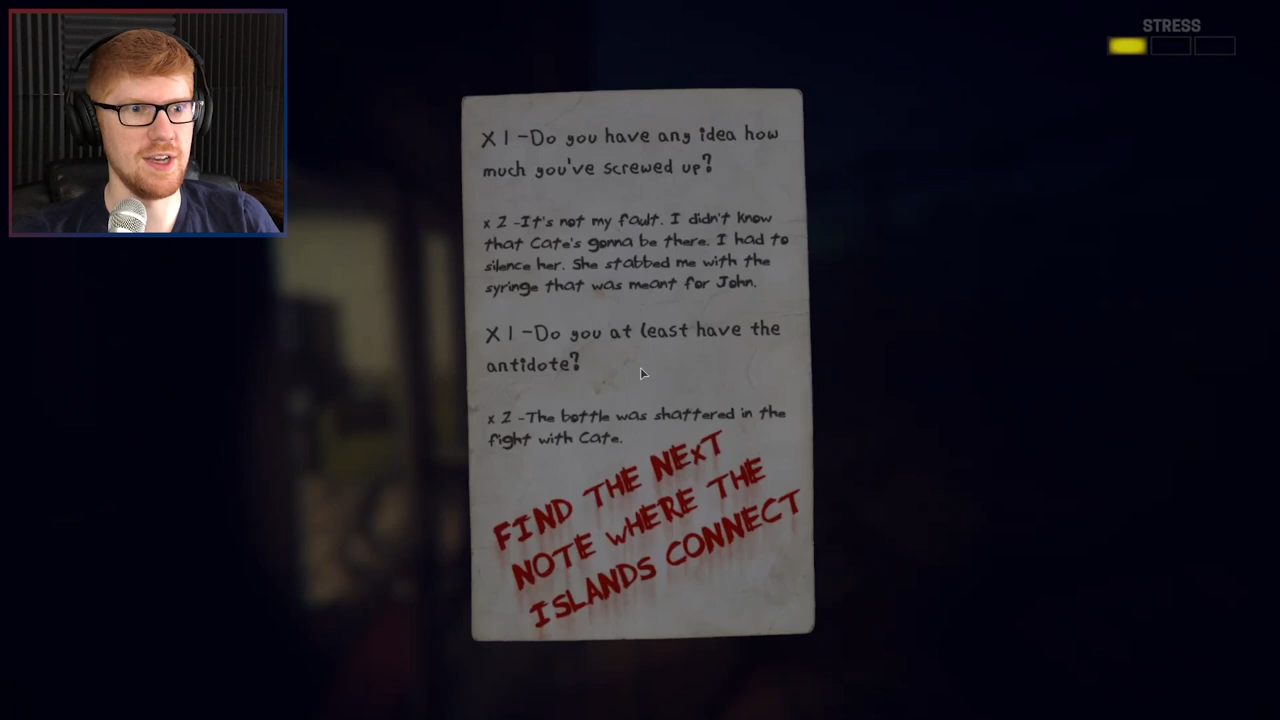 STRESS
X 1 -Do you have any idea how
much you've screwed up?
x 2 -It's not my fault. I didn't know
that Cate's gonna be there. I had to
silence her. She stabbed me with the
syringe that was meant for John.
X 1 -Do you at least have the
antidote?
x 2 -The bottle was shattered in the
fight with Cate.
FIND THE NExT
NOTE wHERE THE
ISLANDS CONNECT